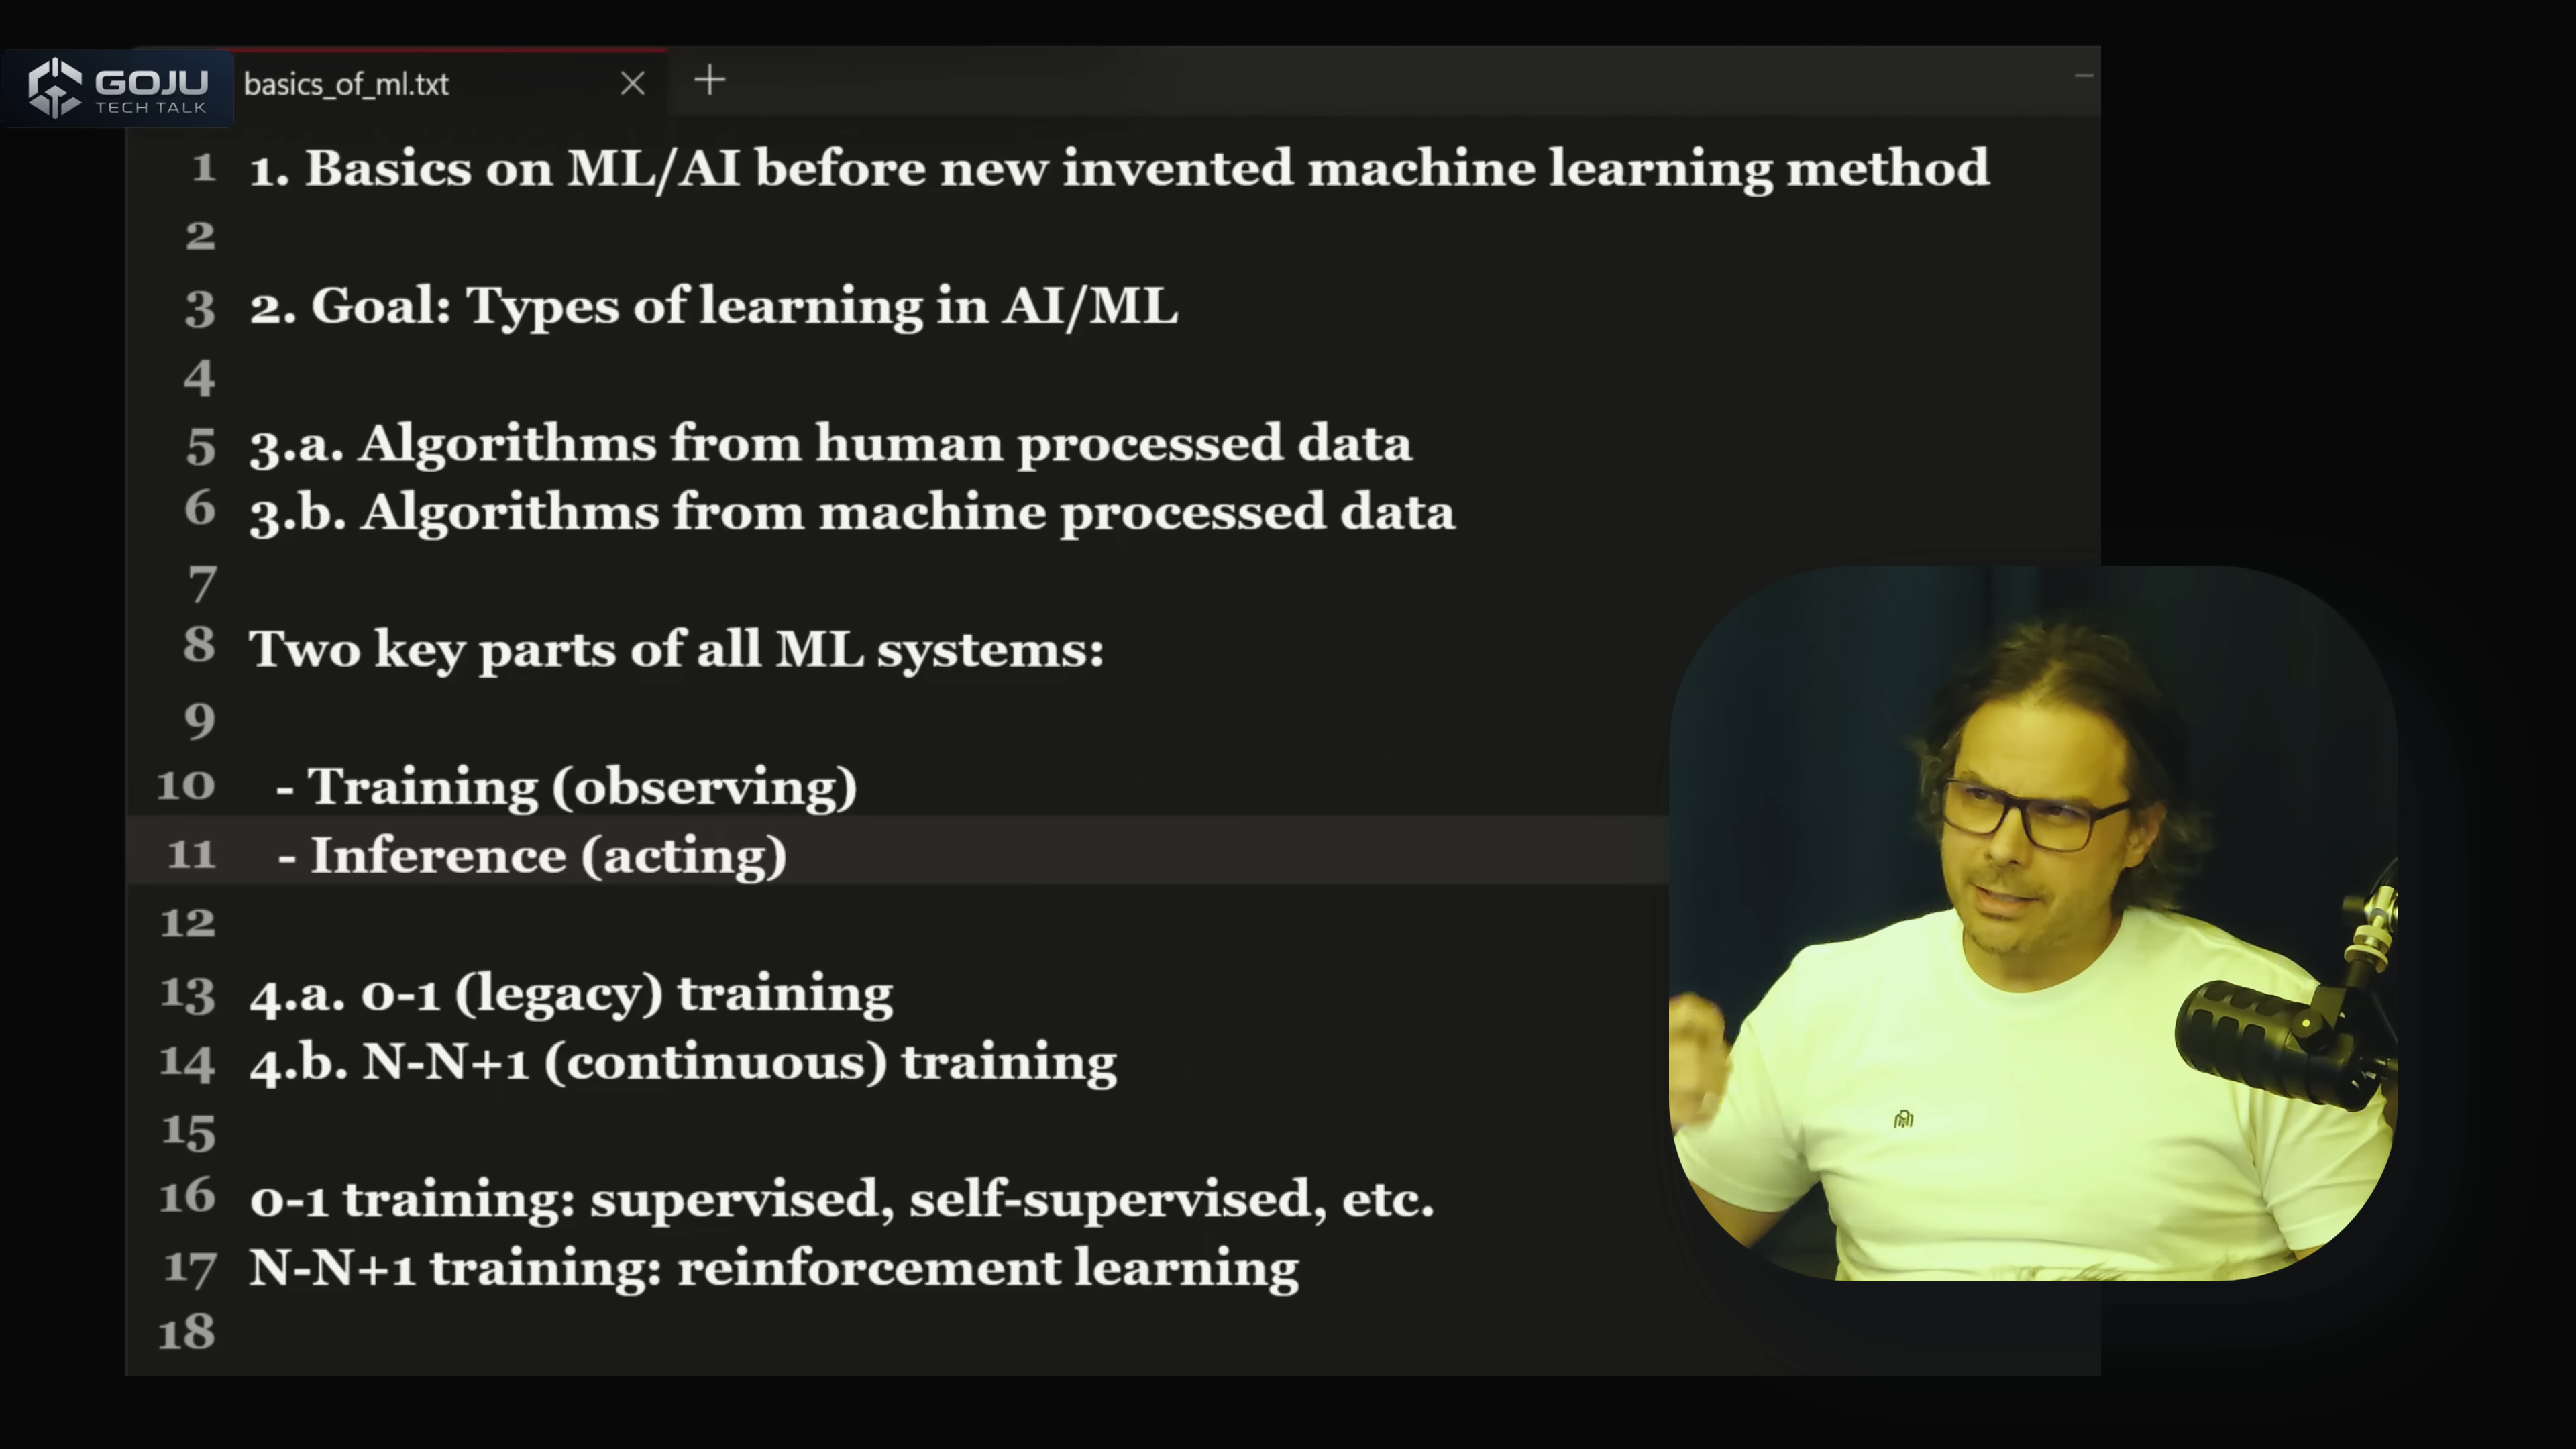 GOJU
TECH TALK
basics_of_ml.txt
1 1. Basics on ML/AI before new invented machine learning method
2
3 2. Goal: Types of learning in AI/ML
4
5 3.a. Algorithms from human processed data
6 3.b. Algorithms from machine processed data
7
8 Two key parts of all ML systems:
9
10 - Training (observing)
11 - Inference (acting)
12
13 4.a. 0-1 (legacy) training
14 4.b. N-N+1 (continuous) training
15
16 0-1 training: supervised, self-supervised, etc.
17 N-N+1 training: reinforcement learning
18